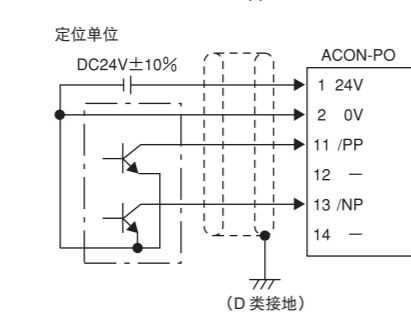 定位单位
DC24V±10%
ACON-PO
1 24V
2 0V
11 /PP
12 －
13 /NP
14 －
（D 类接地）